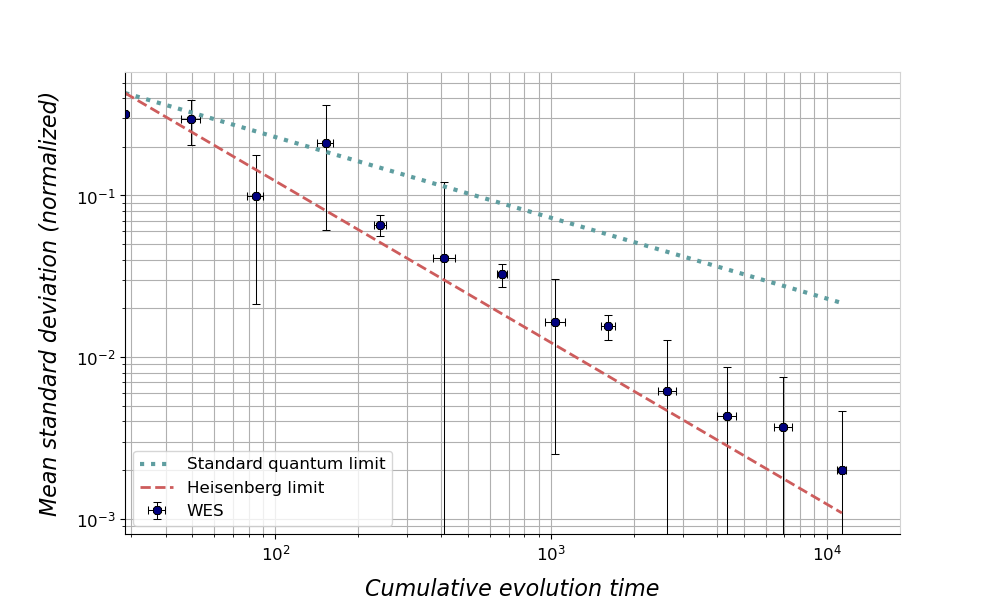 Mean standard deviation (normalized)
10⁻¹
10⁻²
10⁻³
Standard quantum limit
Heisenberg limit
WES
10² 10³ 10⁴
Cumulative evolution time